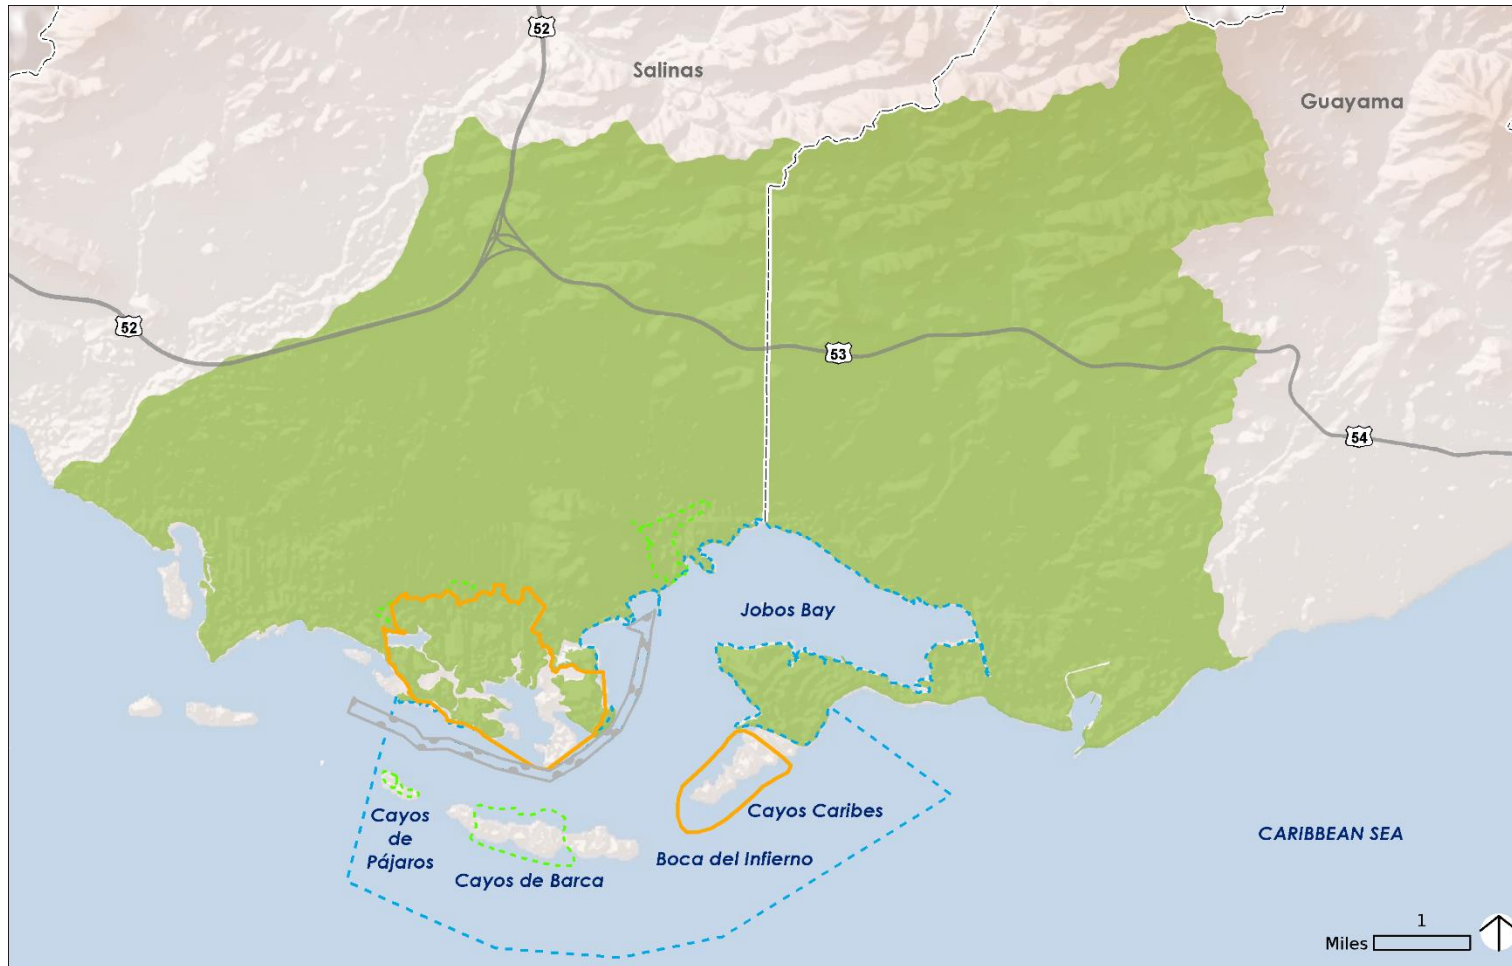 52
Salinas
Guayama
52
53
54
Jobos Bay
Cayos
de
Pájaros
Cayos Caribes
CARIBBEAN SEA
Boca del Infierno
Cayos de Barca
1
Miles